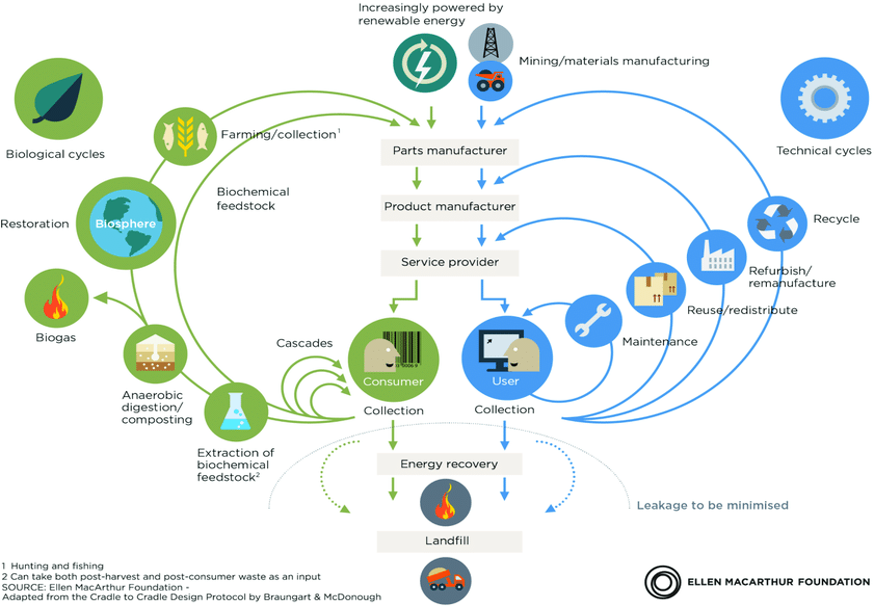 Increasingly powered by
renewable energy
Mining/materials manufacturing
Biological cycles
Technical cycles
Farming/collection1
Parts manufacturer
Biochemical
feedstock
Product manufacturer
Restoration
Biosphere
Recycle
Service provider
Refurbish/
remanufacture
Reuse/redistribute
Biogas
Cascades
Maintenance
Consumer
User
Anaerobic
digestion/
composting
Collection
Collection
Extraction of
biochemical
feedstock2
Energy recovery
Leakage to be minimised
Landfill
1 Hunting and fishing
2 Can take both post-harvest and post-consumer waste as an input
SOURCE: Ellen MacArthur Foundation -
Adapted from the Cradle to Cradle Design Protocol by Braungart & McDonough
ELLEN MACARTHUR FOUNDATION